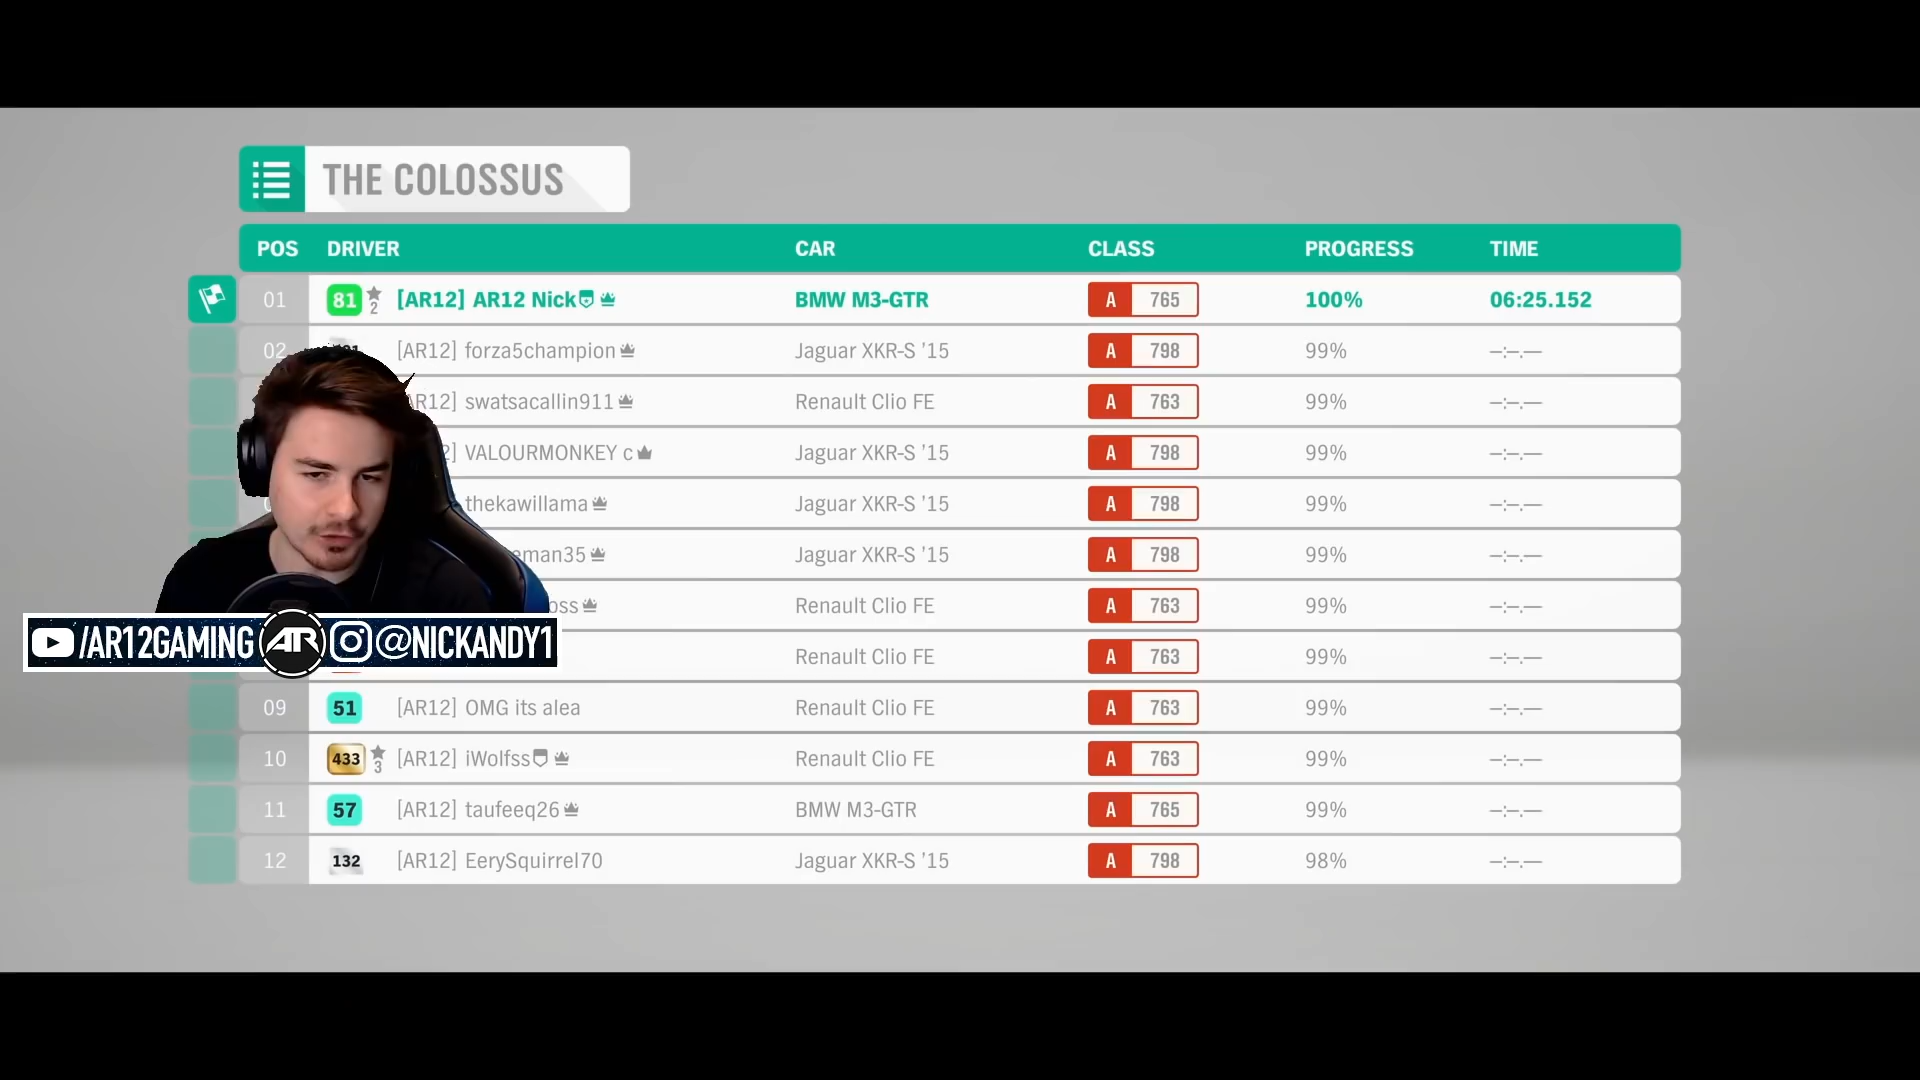 THE COLOSSUS
POS DRIVER CAR CLASS PROGRESS TIME
01 81 2 [AR12] AR12 Nick BMW M3-GTR A 765 100% 06:25.152
02 [AR12] forza5champion Jaguar XKR-S '15 A 798 99% --:--.---
AR12] swatsacallin911 Renault Clio FE A 763 99% --:--.---
2] VALOURMONKEY c Jaguar XKR-S '15 A 798 99% --:--.---
thekawillama Jaguar XKR-S '15 A 798 99% --:--.---
eman35 Jaguar XKR-S '15 A 798 99% --:--.---
oss Renault Clio FE A 763 99% --:--.---
Renault Clio FE A 763 99% --:--.---
/AR12GAMING AR @NICKANDY1
09 51 [AR12] OMG its alea Renault Clio FE A 763 99% --:--.---
10 433 3 [AR12] iWolfss Renault Clio FE A 763 99% --:--.---
11 57 [AR12] taufeeq26 BMW M3-GTR A 765 99% --:--.---
12 132 [AR12] EerySquirrel70 Jaguar XKR-S '15 A 798 98% --:--.---